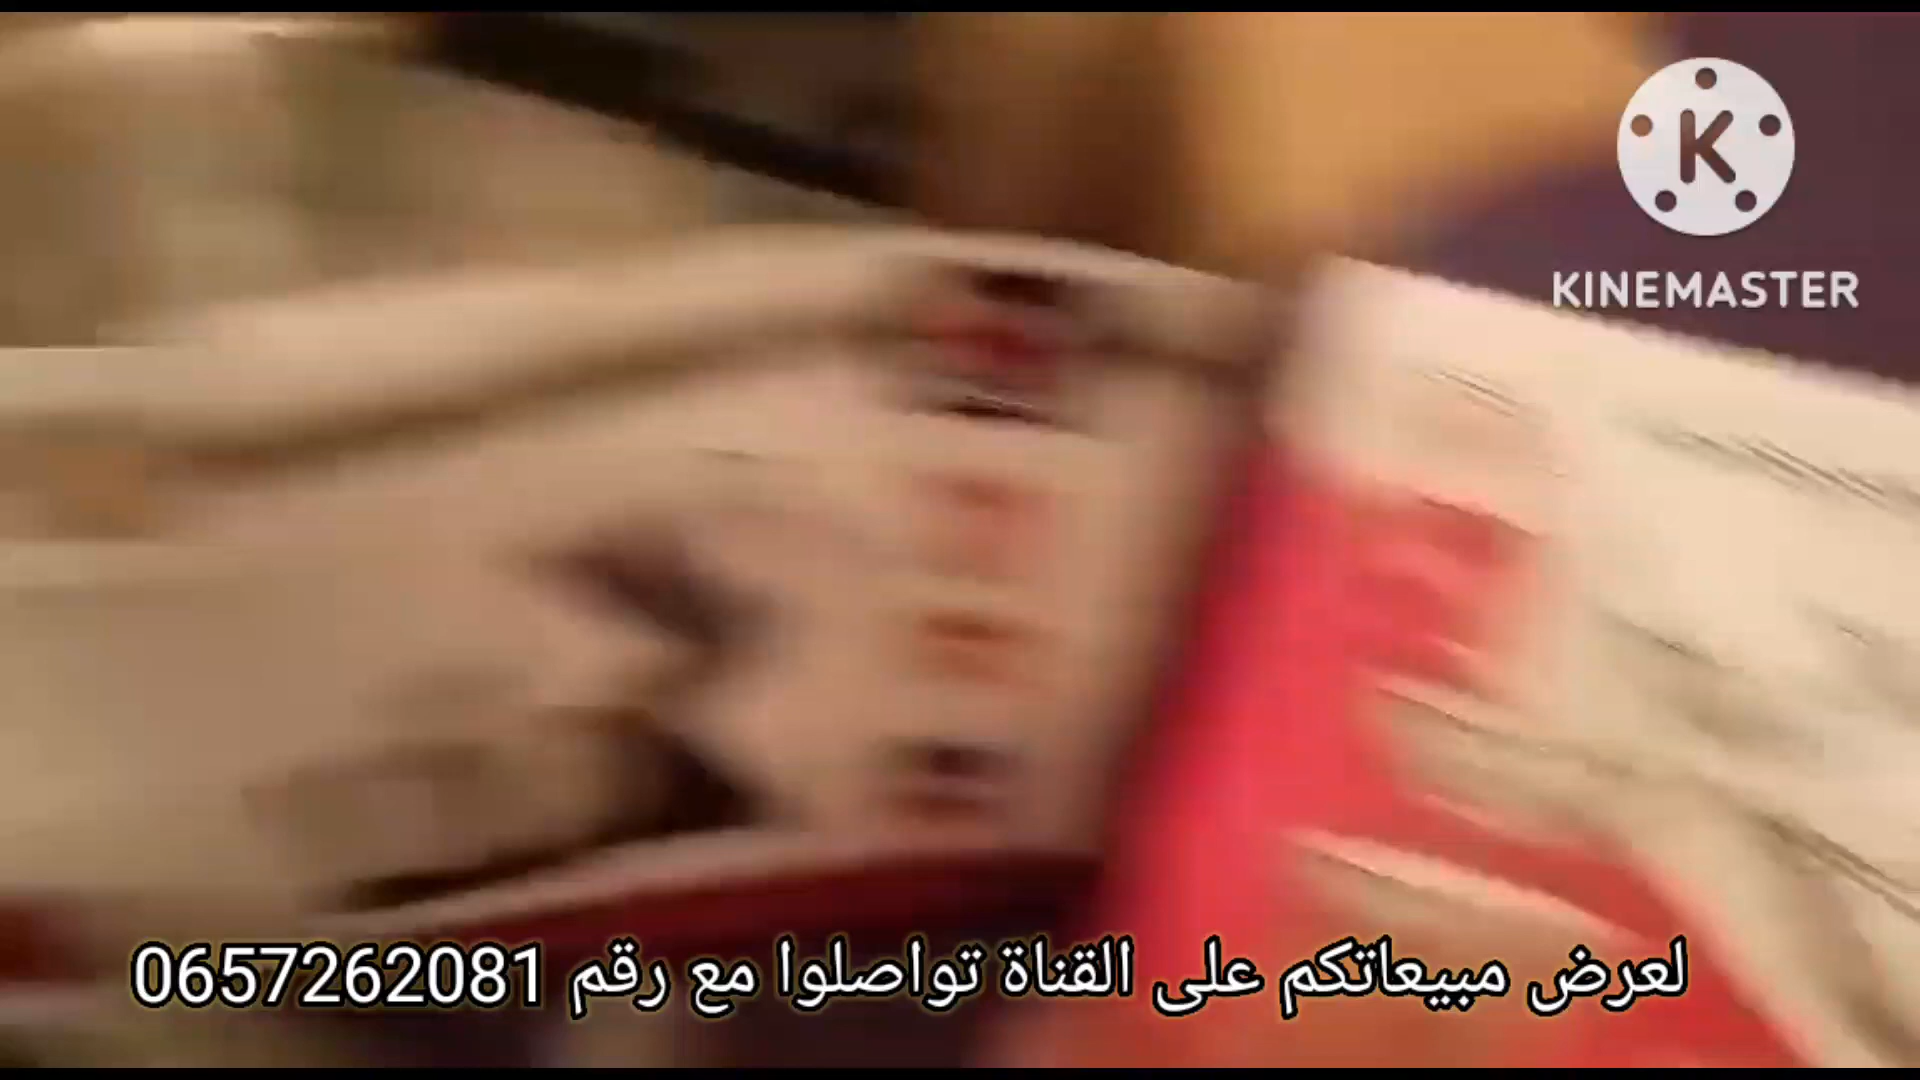 KINEMASTER
لعرض مبيعاتكم على القناة تواصلوا مع رقم 0657262081